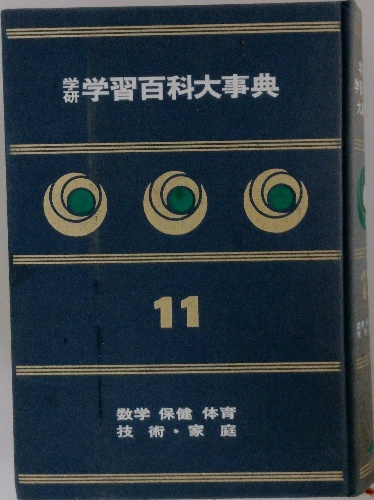 学研 学習百科大事典
11
数学 保健 体育
技術・家庭